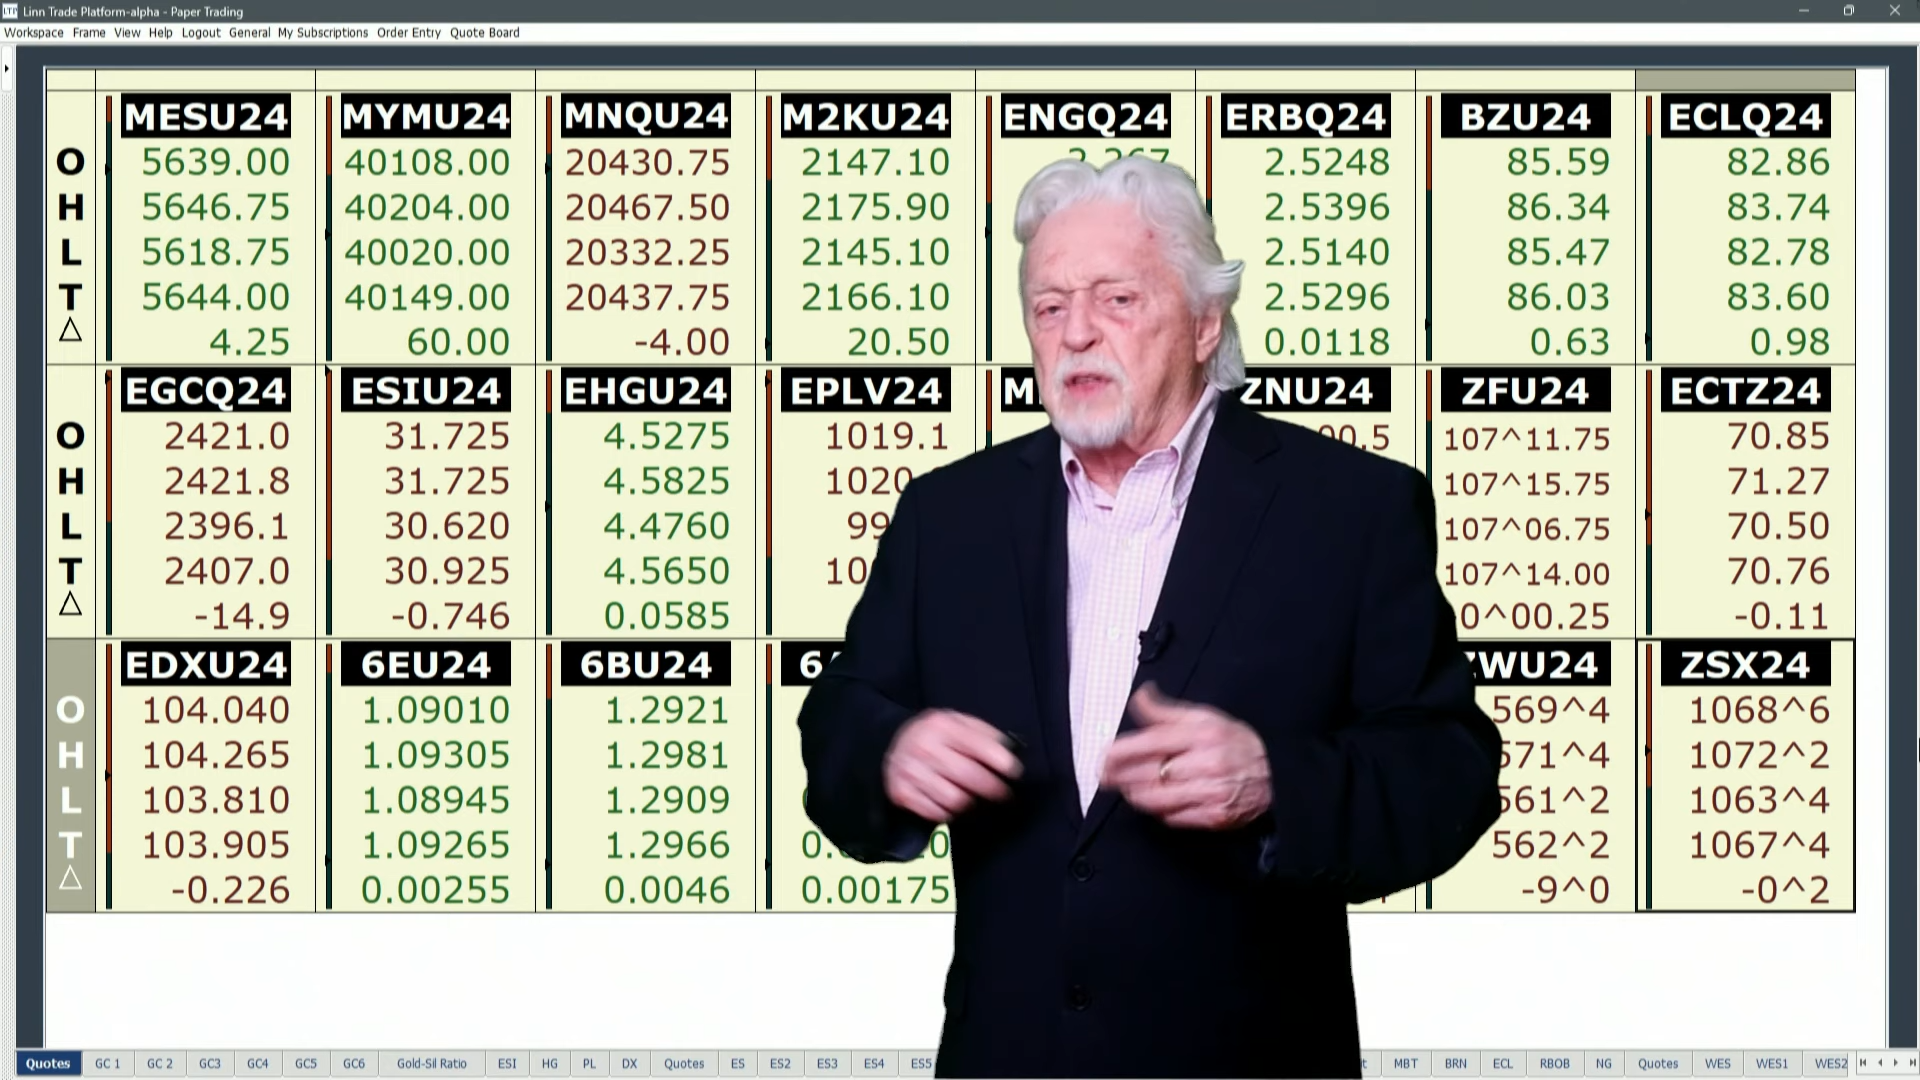 Linn Trade Platform-alpha - Paper Trading
Workspace Frame View Help Logout General My Subscriptions Order Entry Quote Board
MESU24 MYMU24 MNQU24 M2KU24 ENGQ24 ERBQ24 BZU24 ECLQ24
O 5639.00 40108.00 20430.75 2147.10 2.5248 85.59 82.86
H 5646.75 40204.00 20467.50 2175.90 2.5396 86.34 83.74
L 5618.75 40020.00 20332.25 2145.10 2.5140 85.47 82.78
T 5644.00 40149.00 20437.75 2166.10 2.5296 86.03 83.60
△ 4.25 60.00 -4.00 20.50 0.0118 0.63 0.98
EGCQ24 ESIU24 EHGU24 EPLV24 ZNU24 ZFU24 ECTZ24
O 2421.0 31.725 4.5275 1019.1 107^11.75 70.85
H 2421.8 31.725 4.5825 107^15.75 71.27
L 2396.1 30.620 4.4760 107^06.75 70.50
T 2407.0 30.925 4.5650 107^14.00 70.76
△ -14.9 -0.746 0.0585 0^00.25 -0.11
EDXU24 6EU24 6BU24 ZWU24 ZSX24
O 104.040 1.09010 1.2921 569^4 1068^6
H 104.265 1.09305 1.2981 571^4 1072^2
L 103.810 1.08945 1.2909 561^2 1063^4
T 103.905 1.09265 1.2966 562^2 1067^4
△ -0.226 0.00255 0.0046 0.00175 -9^0 -0^2
Quotes GC 1 GC 2 GC3 GC4 GC5 GC6 Gold-Sil Ratio ESI HG PL DX Quotes ES ES2 ES3 ES4 ES5 MBT BRN ECL RBOB NG Quotes WES WES1 WES2